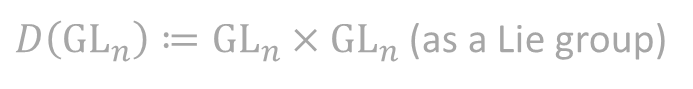 D(GLₙ) ≔ GLₙ × GLₙ (as a Lie group)